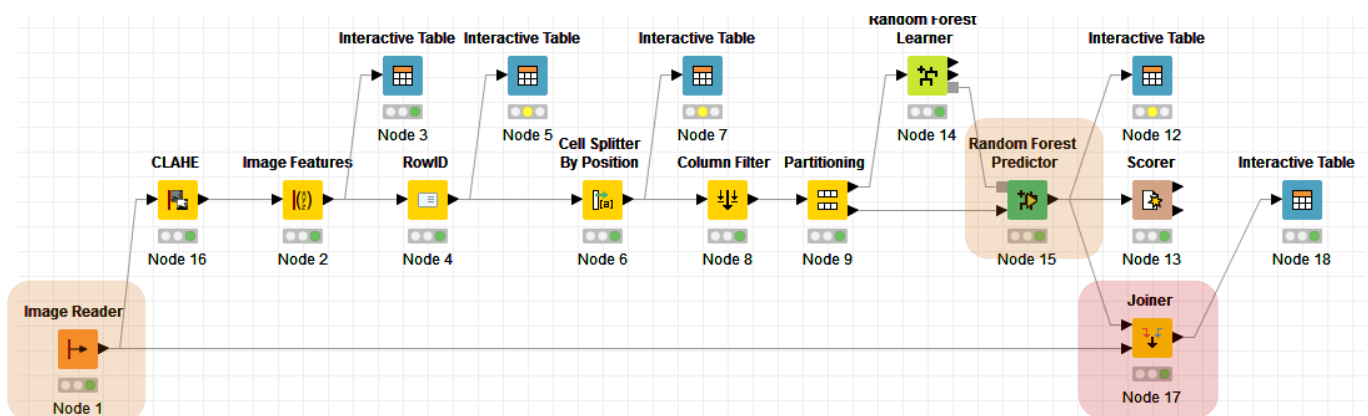 Random Forest
Learner
Interactive Table
Interactive Table
Interactive Table
Interactive Table
Node 3
Node 5
Node 7
Node 14
Node 12
CLAHE
Image Features
RowID
Cell Splitter
By Position
Column Filter
Partitioning
Random Forest
Predictor
Scorer
Interactive Table
(x,y,z)
[a]
Node 16
Node 2
Node 4
Node 6
Node 8
Node 9
Node 15
Node 13
Node 18
Image Reader
Joiner
Node 1
Node 17